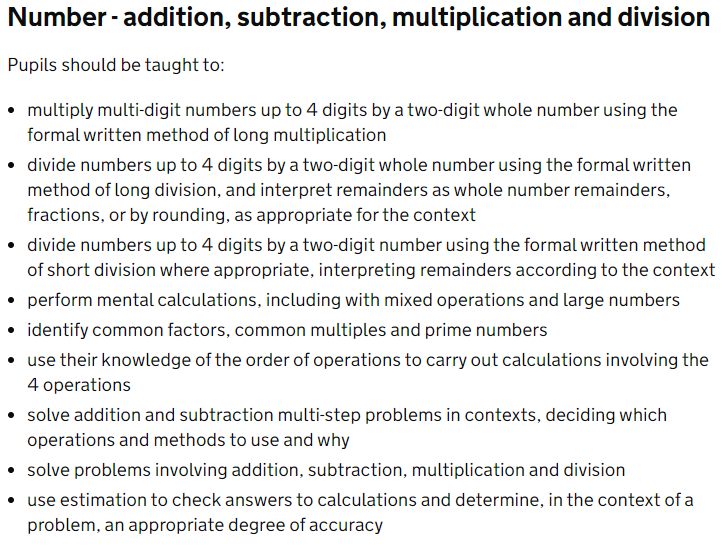 Number - addition, subtraction, multiplication and division
Pupils should be taught to:
• multiply multi-digit numbers up to 4 digits by a two-digit whole number using the
formal written method of long multiplication
• divide numbers up to 4 digits by a two-digit whole number using the formal written
method of long division, and interpret remainders as whole number remainders,
fractions, or by rounding, as appropriate for the context
• divide numbers up to 4 digits by a two-digit number using the formal written method
of short division where appropriate, interpreting remainders according to the context
• perform mental calculations, including with mixed operations and large numbers
• identify common factors, common multiples and prime numbers
• use their knowledge of the order of operations to carry out calculations involving the
4 operations
• solve addition and subtraction multi-step problems in contexts, deciding which
operations and methods to use and why
• solve problems involving addition, subtraction, multiplication and division
• use estimation to check answers to calculations and determine, in the context of a
problem, an appropriate degree of accuracy